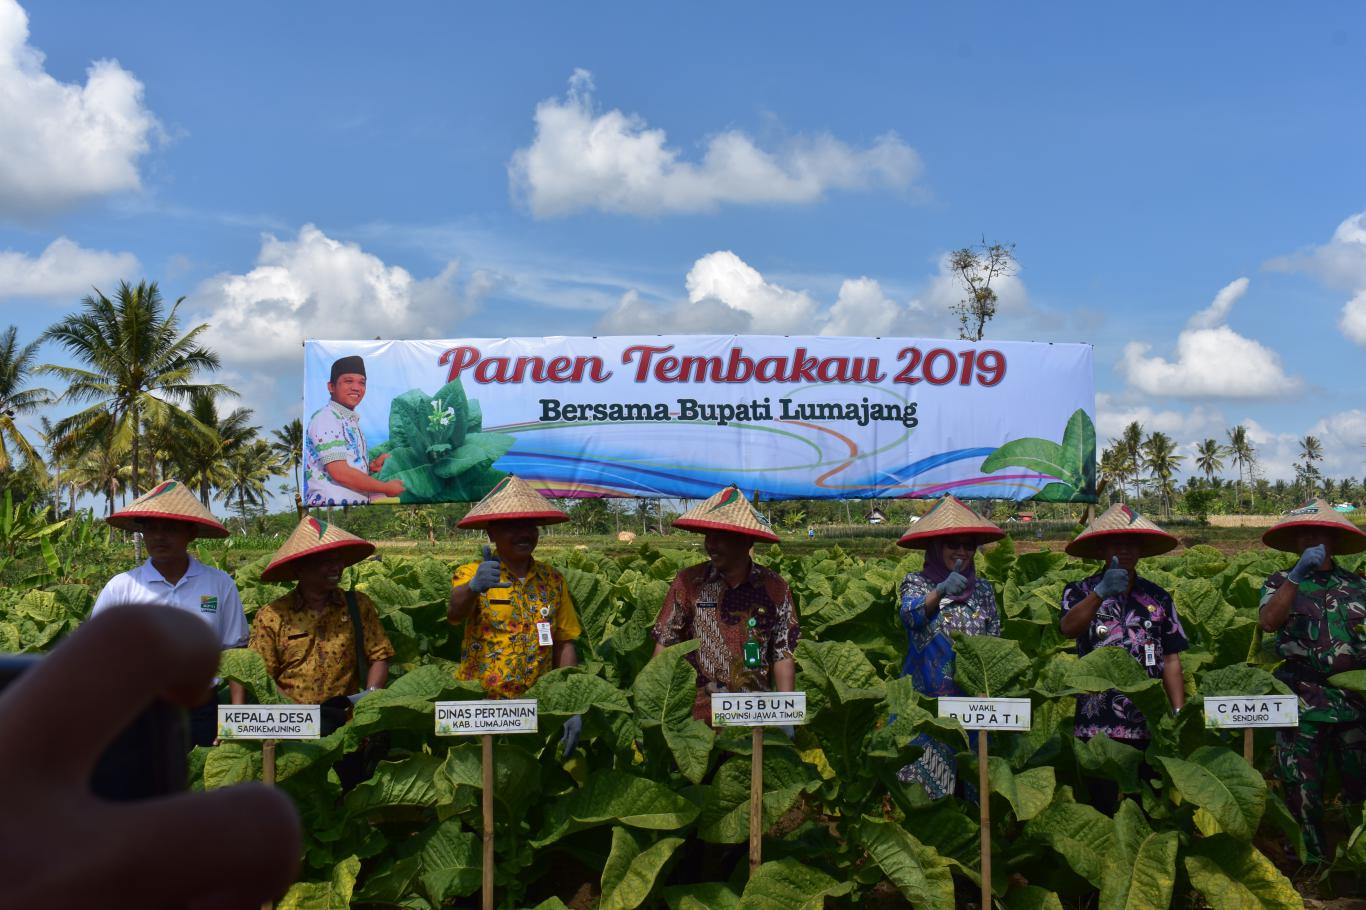 Panen Tembakau 2019
Bersama Bupati Lumajang
KEPALA DESA
SARIKEMUNING
DINAS PERTANIAN
KAB. LUMAJANG
DISBUN
PROVINSI JAWA TIMUR
WAKIL
BUPATI
CAMAT
SENDURO